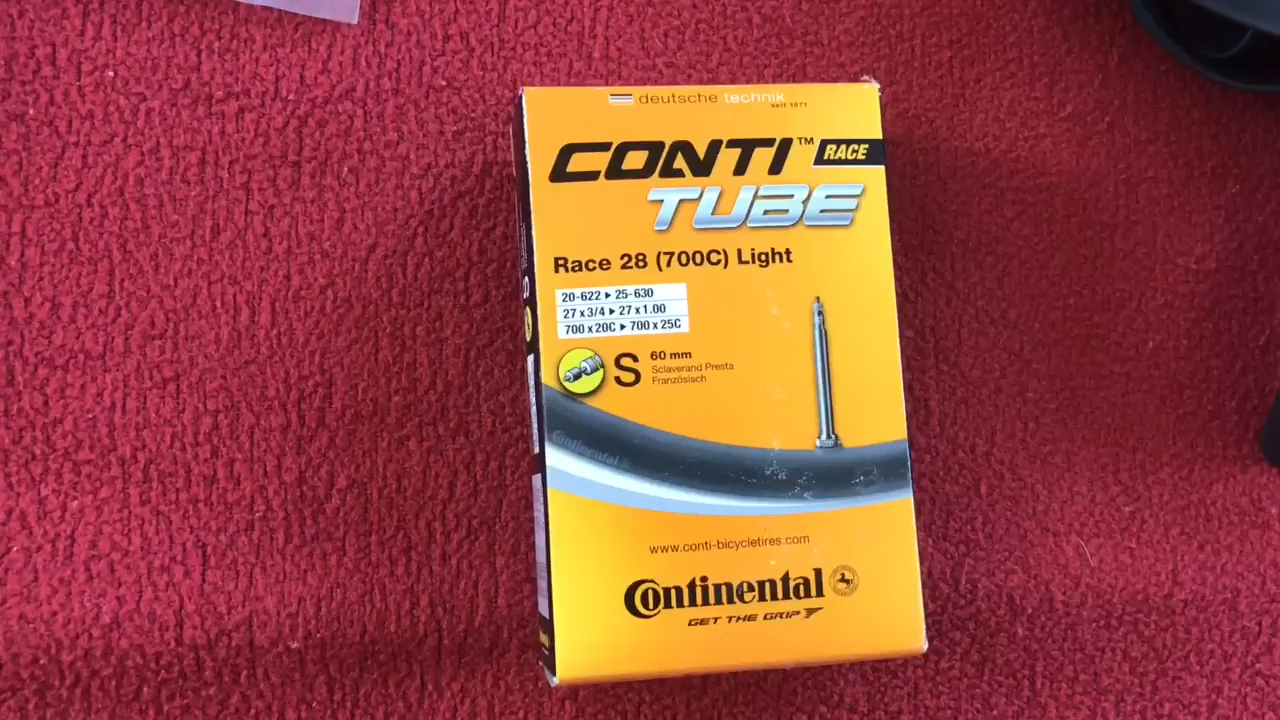 deutsche technik
seit 1871
CONTI™ RACE
TUBE
Race 28 (700C) Light
20-622 ▸ 25-630
27 x 3/4 ▸ 27 x 1.00
700 x 20C ▸ 700 x 25C
S 60 mm
Sclaverand Presta
Französisch
Continental
www.conti-bicycletires.com
Continental
GET THE GRIP